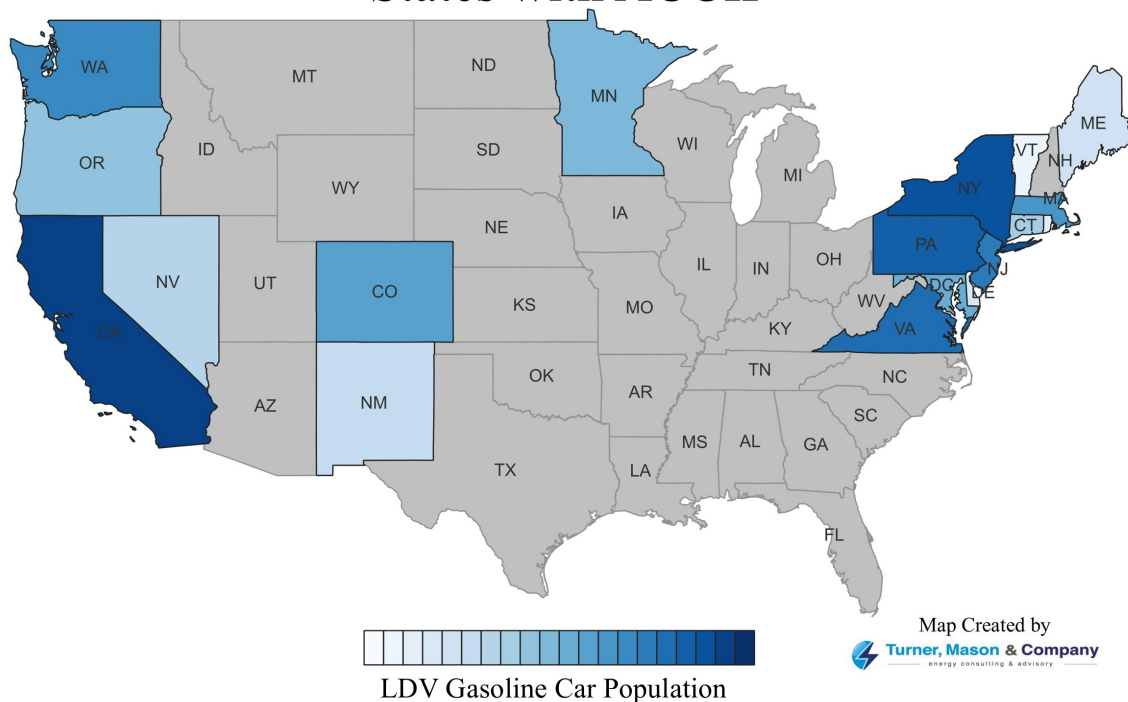 WA
MT
ND
MN
ME
VT
NH
OR
ID
SD
WI
MI
WY
NY
MA
CT
IA
NE
PA
NV
UT
CO
IL
IN
OH
NJ
DC
DE
WV
VA
KS
MO
KY
CA
TN
NC
AZ
NM
OK
AR
SC
MS
AL
GA
TX
LA
FL
LDV Gasoline Car Population
Map Created by
Turner, Mason & Company
energy consulting & advisory